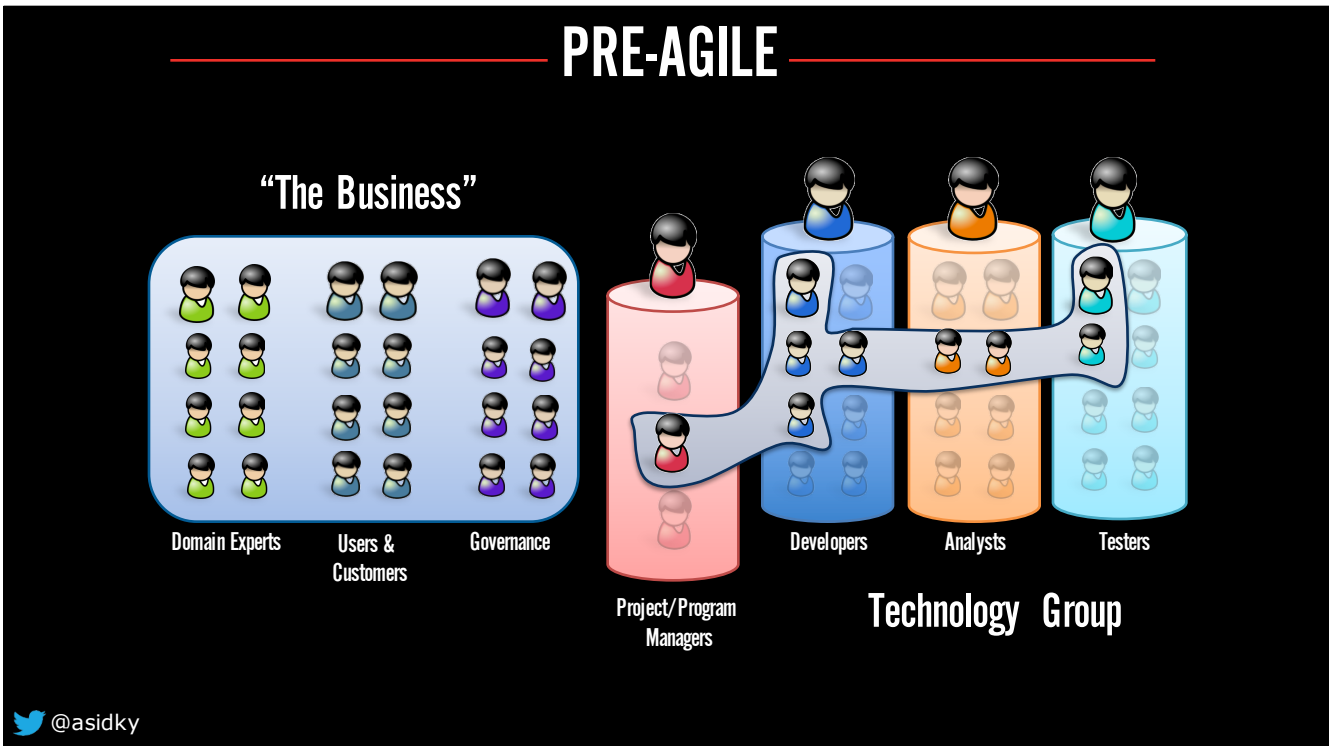 PRE-AGILE
“The Business”
Domain Experts
Users &
Customers
Governance
Project/Program
Managers
Developers
Analysts
Testers
Technology Group
@asidky